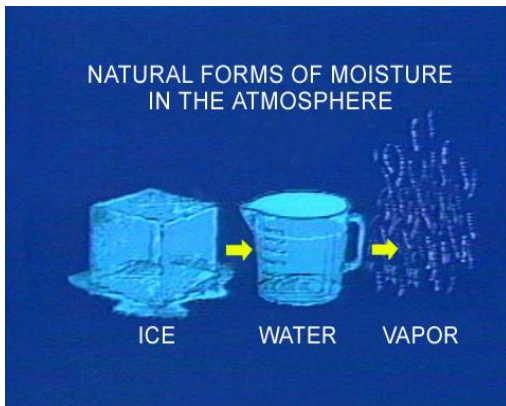 NATURAL FORMS OF MOISTURE
IN THE ATMOSPHERE
ICE
WATER
VAPOR